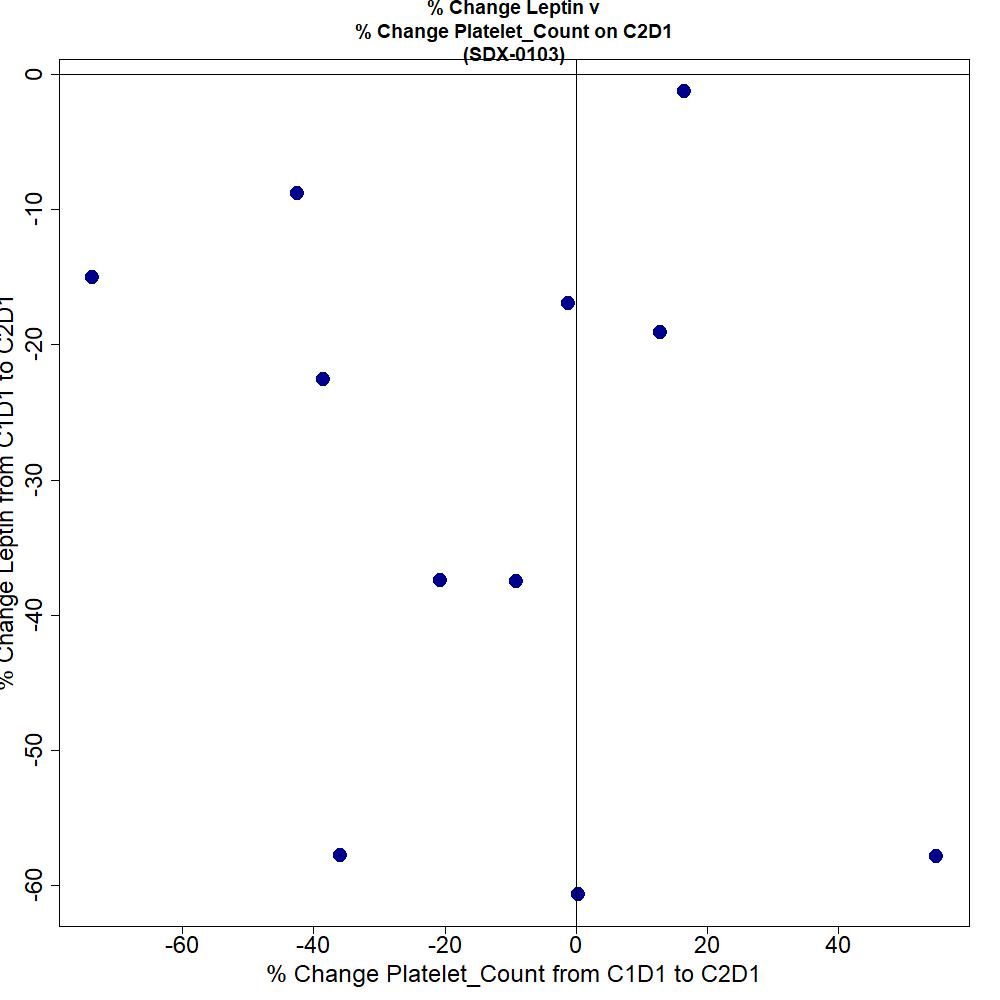 % Change Leptin v
% Change Platelet_Count on C2D1
(SDX-0103)
% Change Leptin from C1D1 to C2D1
0
-10
-20
-30
-40
-50
-60
-60
-40
-20
0
20
40
% Change Platelet_Count from C1D1 to C2D1